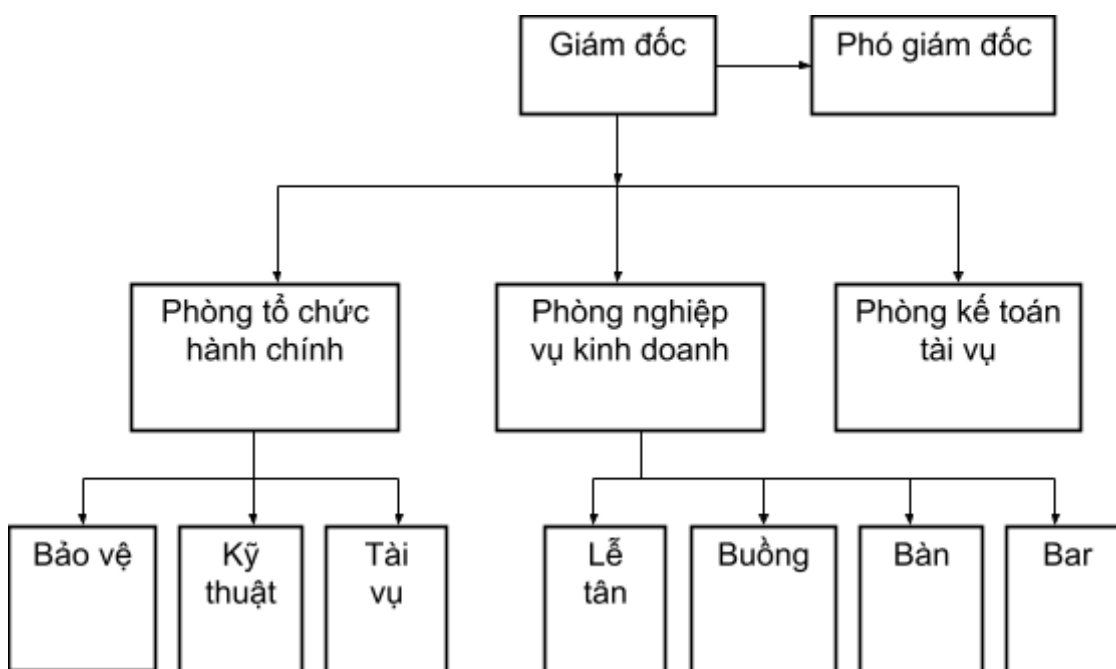 Giám đốc
Phó giám đốc
Phòng tổ chức
hành chính
Phòng nghiệp
vụ kinh doanh
Phòng kế toán
tài vụ
Bảo vệ
Kỹ
thuật
Tài
vụ
Lễ
tân
Buồng
Bàn
Bar